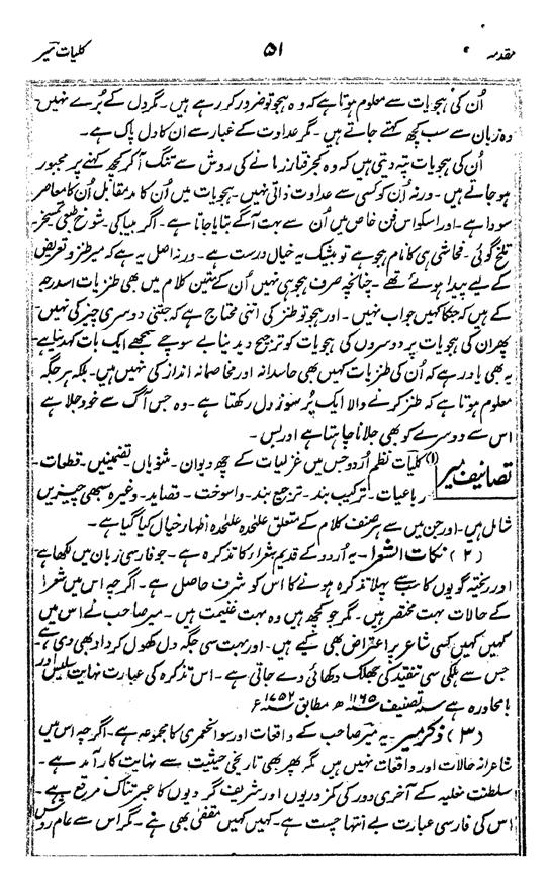 مقدمہ ۵۱ کلیات میر
اُن کی ہجویات سے معلوم ہوتا ہے کہ وہ ہجو تو ضرور کر رہے ہیں۔ مگر دل کے بُرے نہیں
وہ زبان سے سب کچھ کہتے جاتے ہیں۔ مگر عداوت کے غبار سے ان کا دل پاک ہے۔
اُن کی ہجویات پتہ دیتی ہیں کہ وہ کجرفتار زمانے کی روش سے تنگ آ کر کچھ کہنے پر مجبور
ہو جاتے ہیں۔ ورنہ اُن کو کسی سے عداوت ذاتی نہیں۔ ہجویات میں اُن کا مدمقابل اُن کا معاصر
سودا ہے۔ اور اسکو اس فن خاص میں اُن سے بہت آگے بتایا جاتا ہے۔ اگر بیباکی۔ شوخ طبعی تمسخر۔
تلخ گوئی۔ فحاشی ہی کا نام ہجو ہے تو بیشک یہ خیال درست ہے۔ ورنہ اصل یہ ہے کہ میر طنز و تعریض
کے لیے پیدا ہوئے تھے۔ چنانچہ صرف ہجو ہی نہیں اُن کے متین کلام میں بھی طنزیات اسدرجہ
کے ہیں کہ جنکا کہیں جواب نہیں۔ اور ہجو تو طنز کی اتنی محتاج ہے کہ جتنی دوسری چیز کی نہیں۔
پھر ان کی ہجویات پر دوسروں کی ہجویات کو ترجیح دینا بے سوچے سمجھے ایک بات کہدینا ہے
یہ بھی یاد رہے کہ اُن کی طنزیات کہیں بھی حاسدانہ اور مخاصمانہ انداز کی نہیں ہیں۔ بلکہ ہر جگہ
معلوم ہوتا ہے کہ طنز کرنے والا ایک پُر سوز دل رکھتا ہے۔ وہ جس آگ سے خود جلا ہے
اس سے دوسرے کو بھی جلانا چاہتا ہے اور بس۔
تصانیف میر (۱) کلیات نظم اُردو جس میں غزلیات کے چھ دیوان۔ مثنویاں تضمینیں۔ قطعات۔
رباعیات۔ ترکیب بند۔ ترجیع بند۔ واسوخت۔ قصاید۔ وغیرہ سبھی چیزیں
شامل ہیں۔ اور جن میں سے ہر صنف کلام کے متعلق علیٰحدہ علیٰحدہ اظہار خیال کیا گیا ہے۔
(۲) نکات الشعرا۔ یہ اُردو کے قدیم شعرا کا تذکرہ ہے۔ جو فارسی زبان میں لکھا ہے
اور ریختہ گویوں کا سب سے پہلا تذکرہ ہونے کا اس کو شرف حاصل ہے۔ اگرچہ اس میں شعرا
کے حالات بہت مختصر ہیں۔ مگر جو کچھ ہیں وہ بہت غنیمت ہیں۔ میر صاحب نے اس میں
کہیں کہیں کسی شاعر پر اعتراض بھی کیے ہیں۔ اور بہت سی جگہ دل کھول کر داد بھی دی ہے
جس سے ہلکی سی تنقید کی جھلک دکھائی دے جاتی ہے۔ اس تذکرہ کی عبارت نہایت سلیس اور
با محاورہ ہے سنہ تصنیف ۱۱۶۵ھ مطابق ۱۷۵۲ء
(۳) ذکر میر۔ یہ میر صاحب کے واقعات اور سوانحعمری کا مجموعہ ہے۔ اگرچہ اس میں
شاعرانہ حالات اور واقعات نہیں ہیں مگر پھر بھی تاریخی حیثیت سے نہایت کارآمد ہے۔
سلطنت مغلیہ کے آخری دور کی کمزوریوں اور شریف گردیوں کا عبرتناک مرقع ہے۔
اس کی فارسی عبارت بے انتہا چست ہے۔ کہیں کہیں مقفیٰ بھی ہے۔ مگر اس سے عام روش